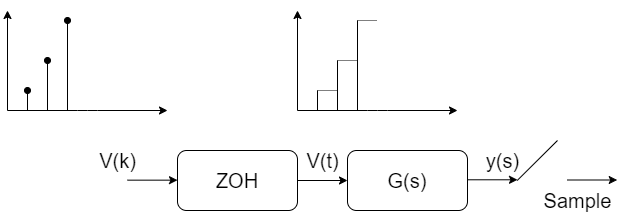 V(k)
ZOH
V(t)
G(s)
y(s)
Sample